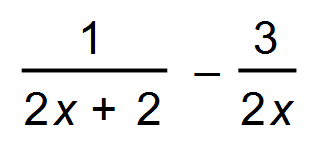 1/(2x + 2) − 3/(2x)